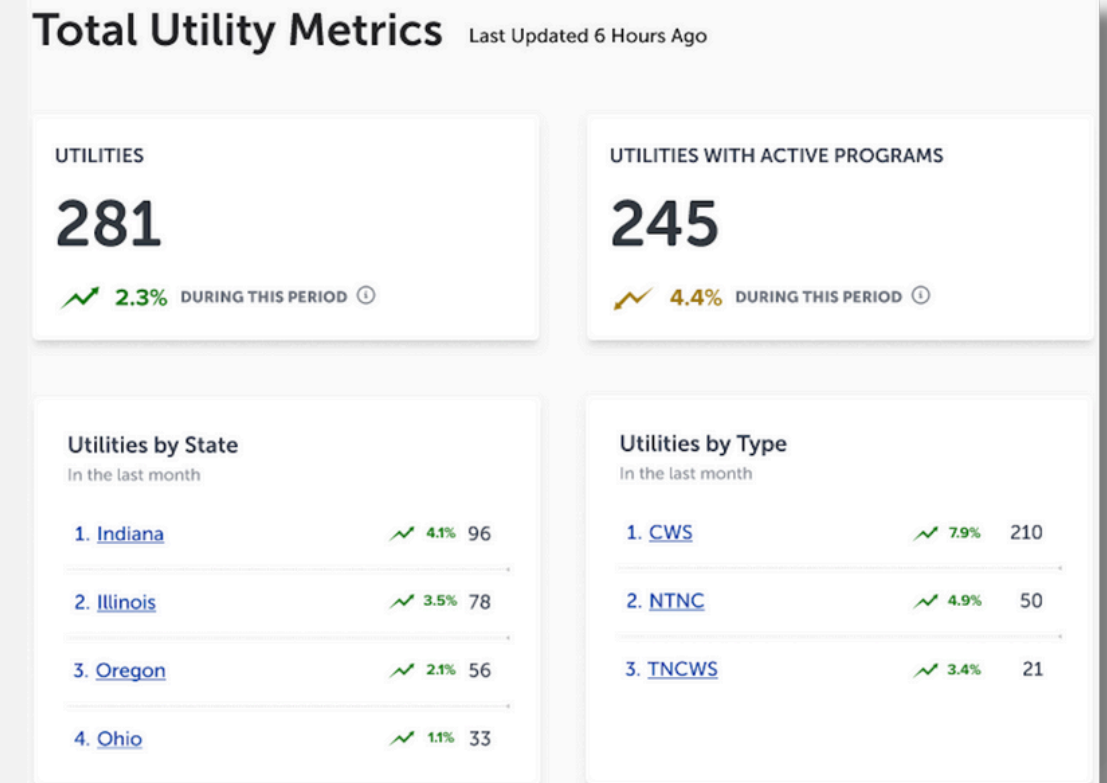 Total Utility Metrics Last Updated 6 Hours Ago
UTILITIES
281
2.3% DURING THIS PERIOD
UTILITIES WITH ACTIVE PROGRAMS
245
4.4% DURING THIS PERIOD
Utilities by State
In the last month
1. Indiana 4.1% 96
2. Illinois 3.5% 78
3. Oregon 2.1% 56
4. Ohio 1.1% 33
Utilities by Type
In the last month
1. CWS 7.9% 210
2. NTNC 4.9% 50
3. TNCWS 3.4% 21